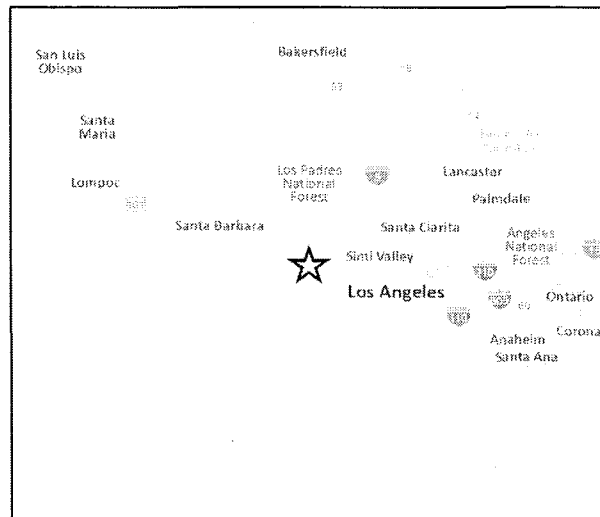 San Luis
Obispo
Bakersfield
Santa
Maria
Los Padres
National
Forest
Lancaster
Lompoc
Palmdale
Santa Barbara
Santa Clarita
Angeles
National
Forest
Simi Valley
Los Angeles
Ontario
Corona
Anaheim
Santa Ana